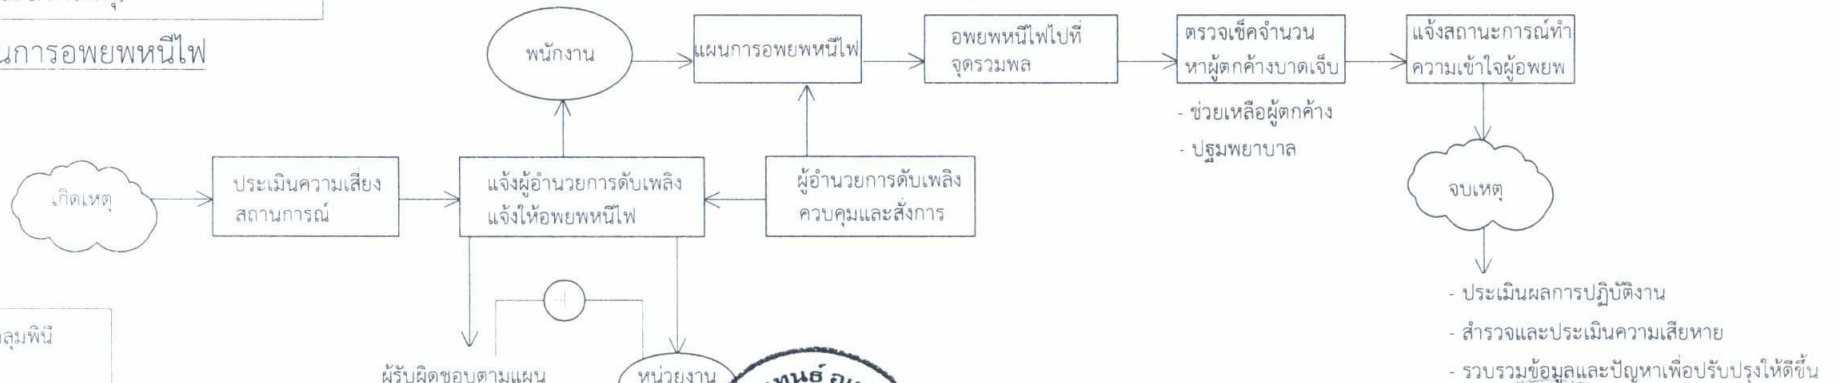 นการอพยพหนีไฟ
พนักงาน
แผนการอพยพหนีไฟ
อพยพหนีไฟไปที่
จุดรวมพล
ตรวจเช็คจำนวน
หาผู้ตกค้างบาดเจ็บ
- ช่วยเหลือผู้ตกค้าง
- ปฐมพยาบาล
แจ้งสถานะการณ์ทำ
ความเข้าใจผู้อพยพ
เกิดเหตุ
ประเมินความเสี่ยง
สถานการณ์
แจ้งผู้อำนวยการดับเพลิง
แจ้งให้อพยพหนีไฟ
ผู้อำนวยการดับเพลิง
ควบคุมและสั่งการ
จบเหตุ
- ประเมินผลการปฏิบัติงาน
- สำรวจและประเมินความเสียหาย
- รวบรวมข้อมูลและปัญหาเพื่อปรับปรุงให้ดีขึ้น
ลุมพินี
ผู้รับผิดชอบตามแผน
หน่วยงาน